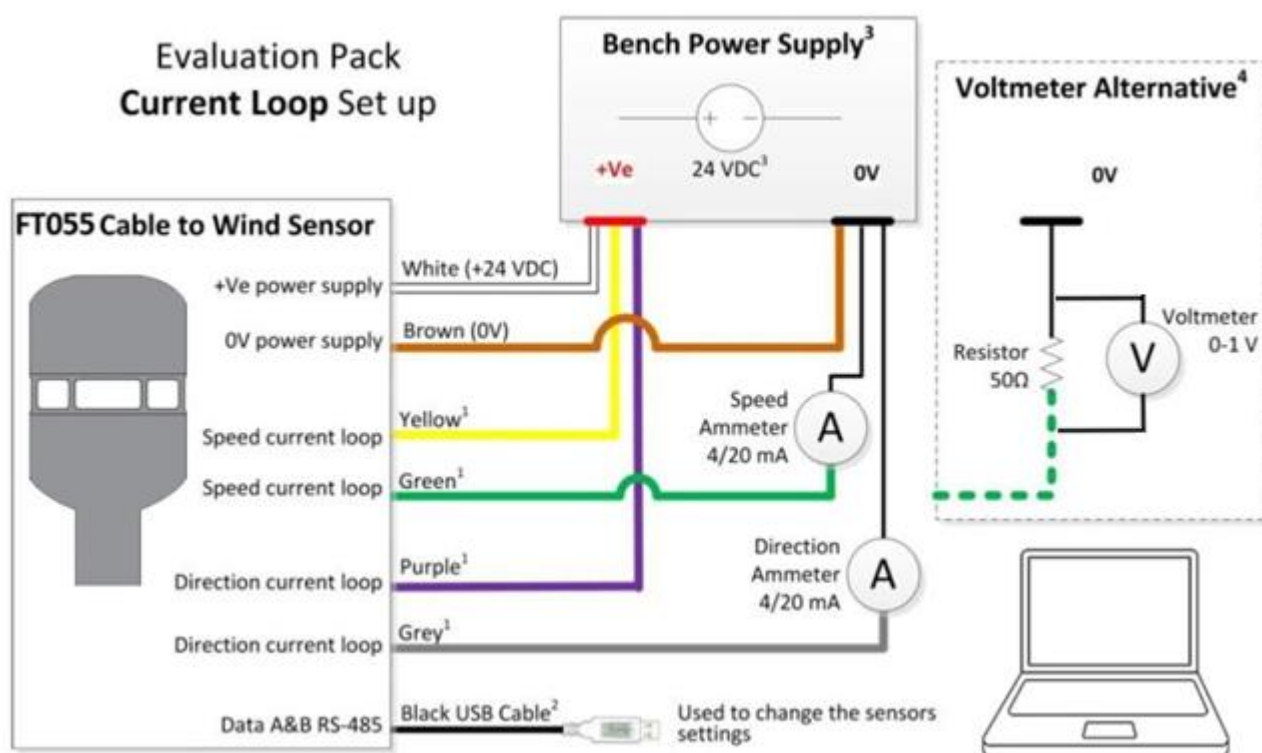 Evaluation Pack
Current Loop Set up
Bench Power Supply³
+ −
24 VDC³
+Ve
0V
Voltmeter Alternative⁴
0V
Resistor
50Ω
V
Voltmeter
0-1 V
FT055 Cable to Wind Sensor
+Ve power supply
White (+24 VDC)
0V power supply
Brown (0V)
Speed current loop
Yellow¹
Speed current loop
Green¹
Speed
Ammeter
4/20 mA
A
Direction current loop
Purple¹
Direction
Ammeter
4/20 mA
A
Direction current loop
Grey¹
Data A&B RS-485
Black USB Cable²
Used to change the sensors
settings